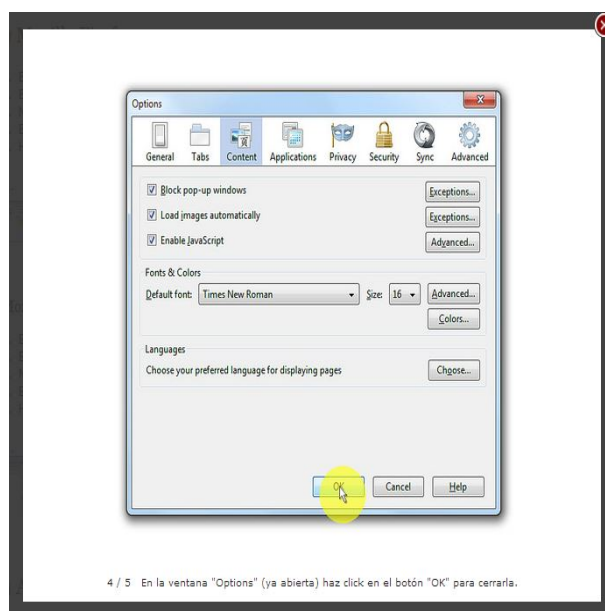 Options
General Tabs Content Applications Privacy Security Sync Advanced
Block pop-up windows Exceptions...
Load images automatically Exceptions...
Enable JavaScript Advanced...
Fonts & Colors
Default font: Times New Roman Size: 16 Advanced...
Colors...
Languages
Choose your preferred language for displaying pages Choose...
OK Cancel Help
4 / 5 En la ventana "Options" (ya abierta) haz click en el botón "OK" para cerrarla.